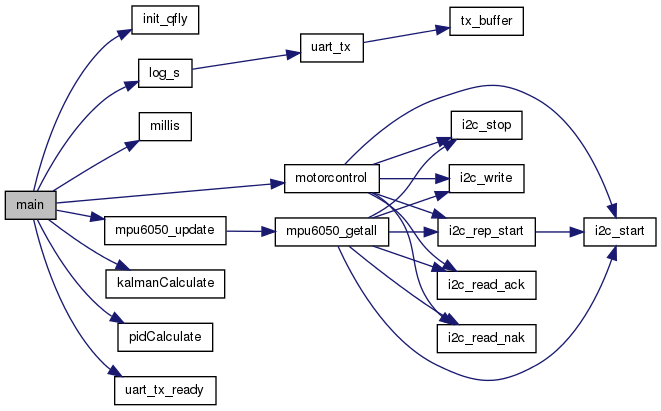 main
init_qfly
log_s
millis
motorcontrol
mpu6050_update
kalmanCalculate
pidCalculate
uart_tx_ready
uart_tx
tx_buffer
mpu6050_getall
i2c_stop
i2c_write
i2c_rep_start
i2c_read_ack
i2c_read_nak
i2c_start